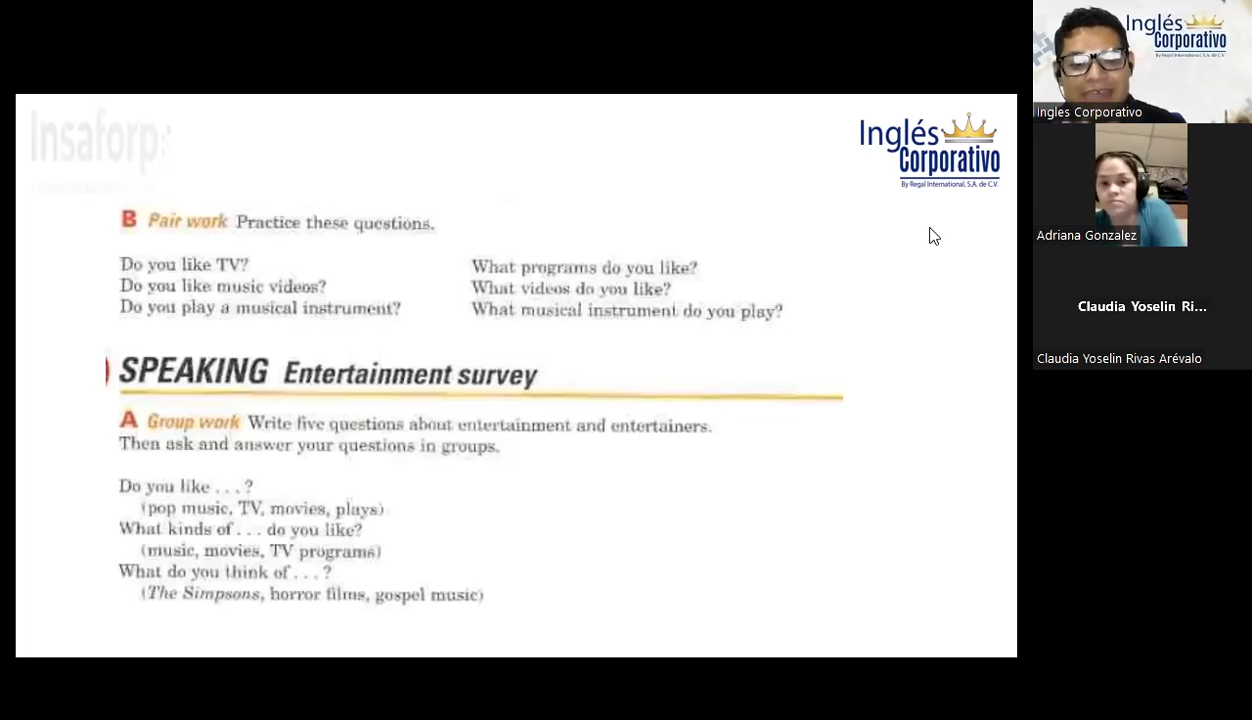 Insaforp
Inglés
Corporativo
By Regal International, S.A. de C.V.
B Pair work Practice these questions.
Do you like TV?
Do you like music videos?
Do you play a musical instrument?
What programs do you like?
What videos do you like?
What musical instrument do you play?
SPEAKING Entertainment survey
A Group work Write five questions about entertainment and entertainers.
Then ask and answer your questions in groups.
Do you like . . . ?
(pop music, TV, movies, plays)
What kinds of . . . do you like?
(music, movies, TV programs)
What do you think of . . . ?
(The Simpsons, horror films, gospel music)
Inglés
Corporativo
By Regal International, S.A. de C.V.
Ingles Corporativo
Adriana Gonzalez
Claudia Yoselin Ri...
Claudia Yoselin Rivas Arévalo